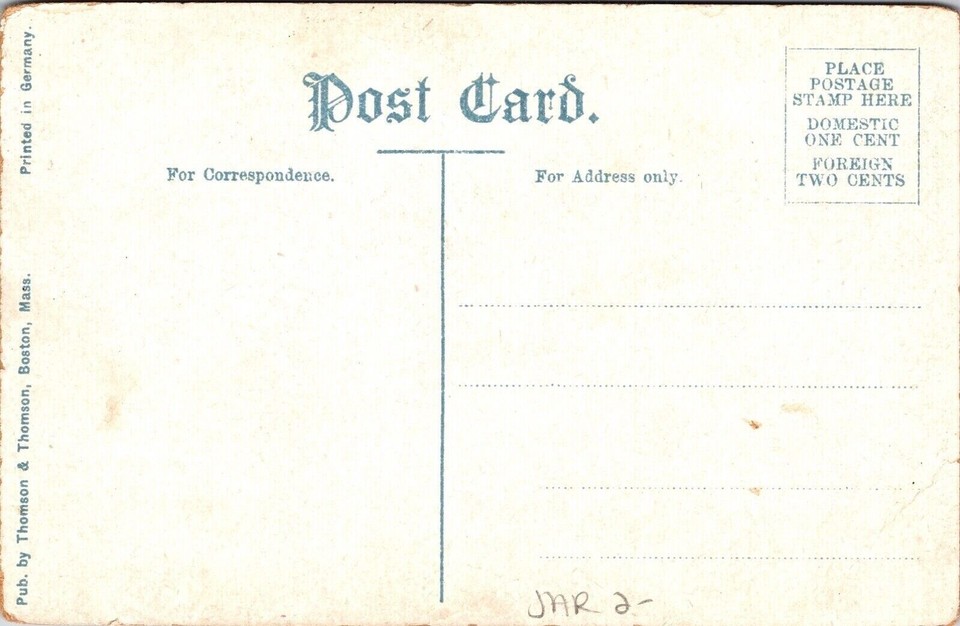 Post Card.
For Correspondence.
For Address only.
PLACE
POSTAGE
STAMP HERE
DOMESTIC
ONE CENT
FOREIGN
TWO CENTS
Printed in Germany.
Pub. by Thomson & Thomson, Boston, Mass.
JAR 2-